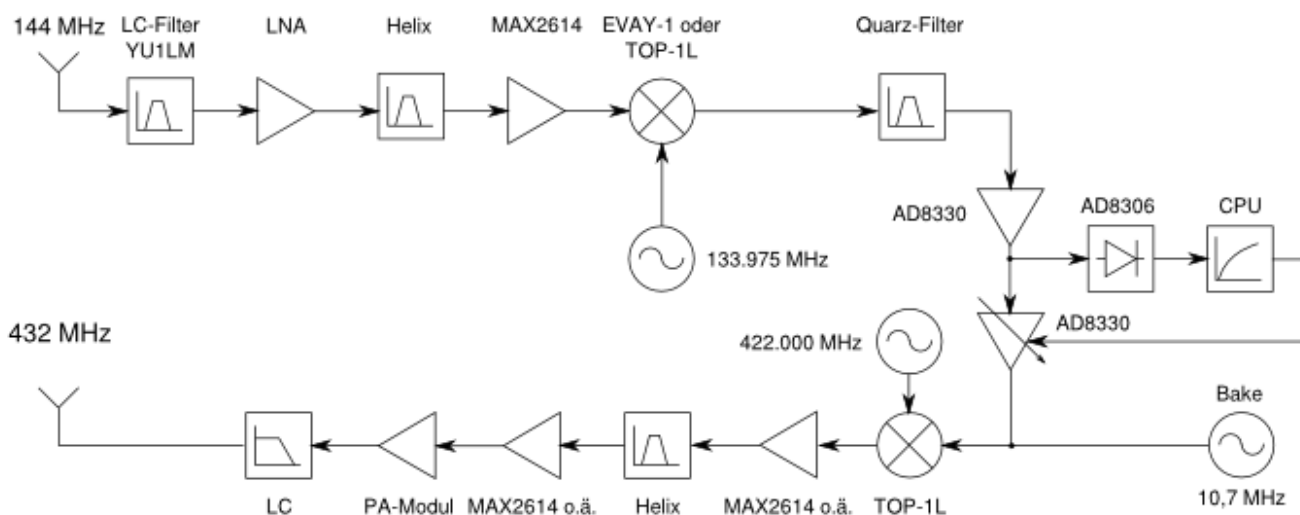 144 MHz
LC-Filter
YU1LM
LNA
Helix
MAX2614
EVAY-1 oder
TOP-1L
Quarz-Filter
133.975 MHz
AD8330
AD8306
CPU
AD8330
432 MHz
422.000 MHz
Bake
10,7 MHz
LC
PA-Modul
MAX2614 o.ä.
Helix
MAX2614 o.ä.
TOP-1L